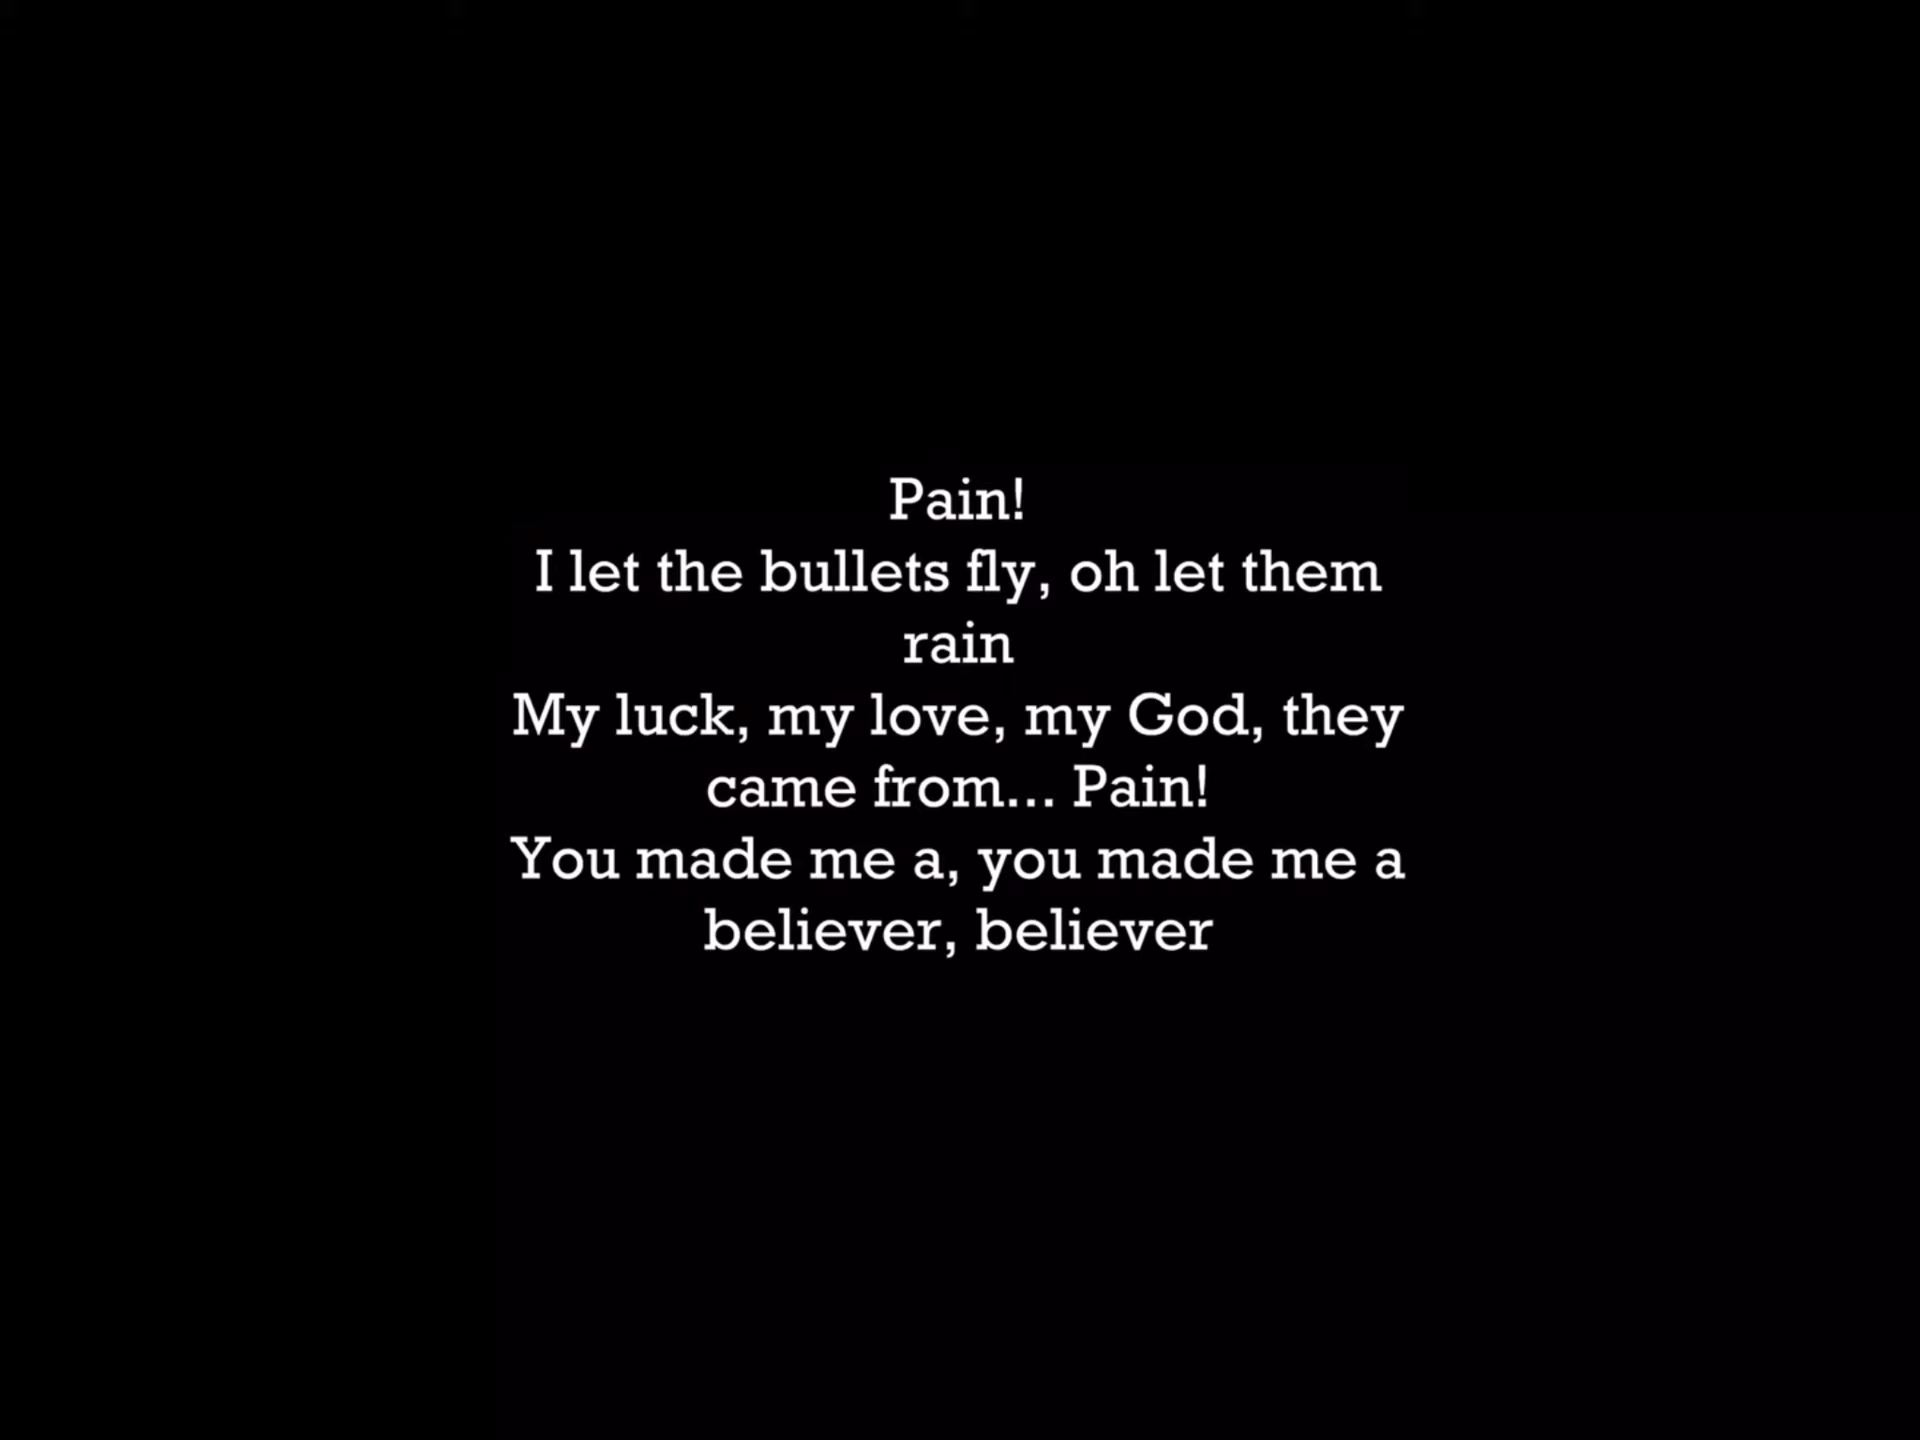 Pain!
I let the bullets fly, oh let them
rain
My luck, my love, my God, they
came from... Pain!
You made me a, you made me a
believer, believer